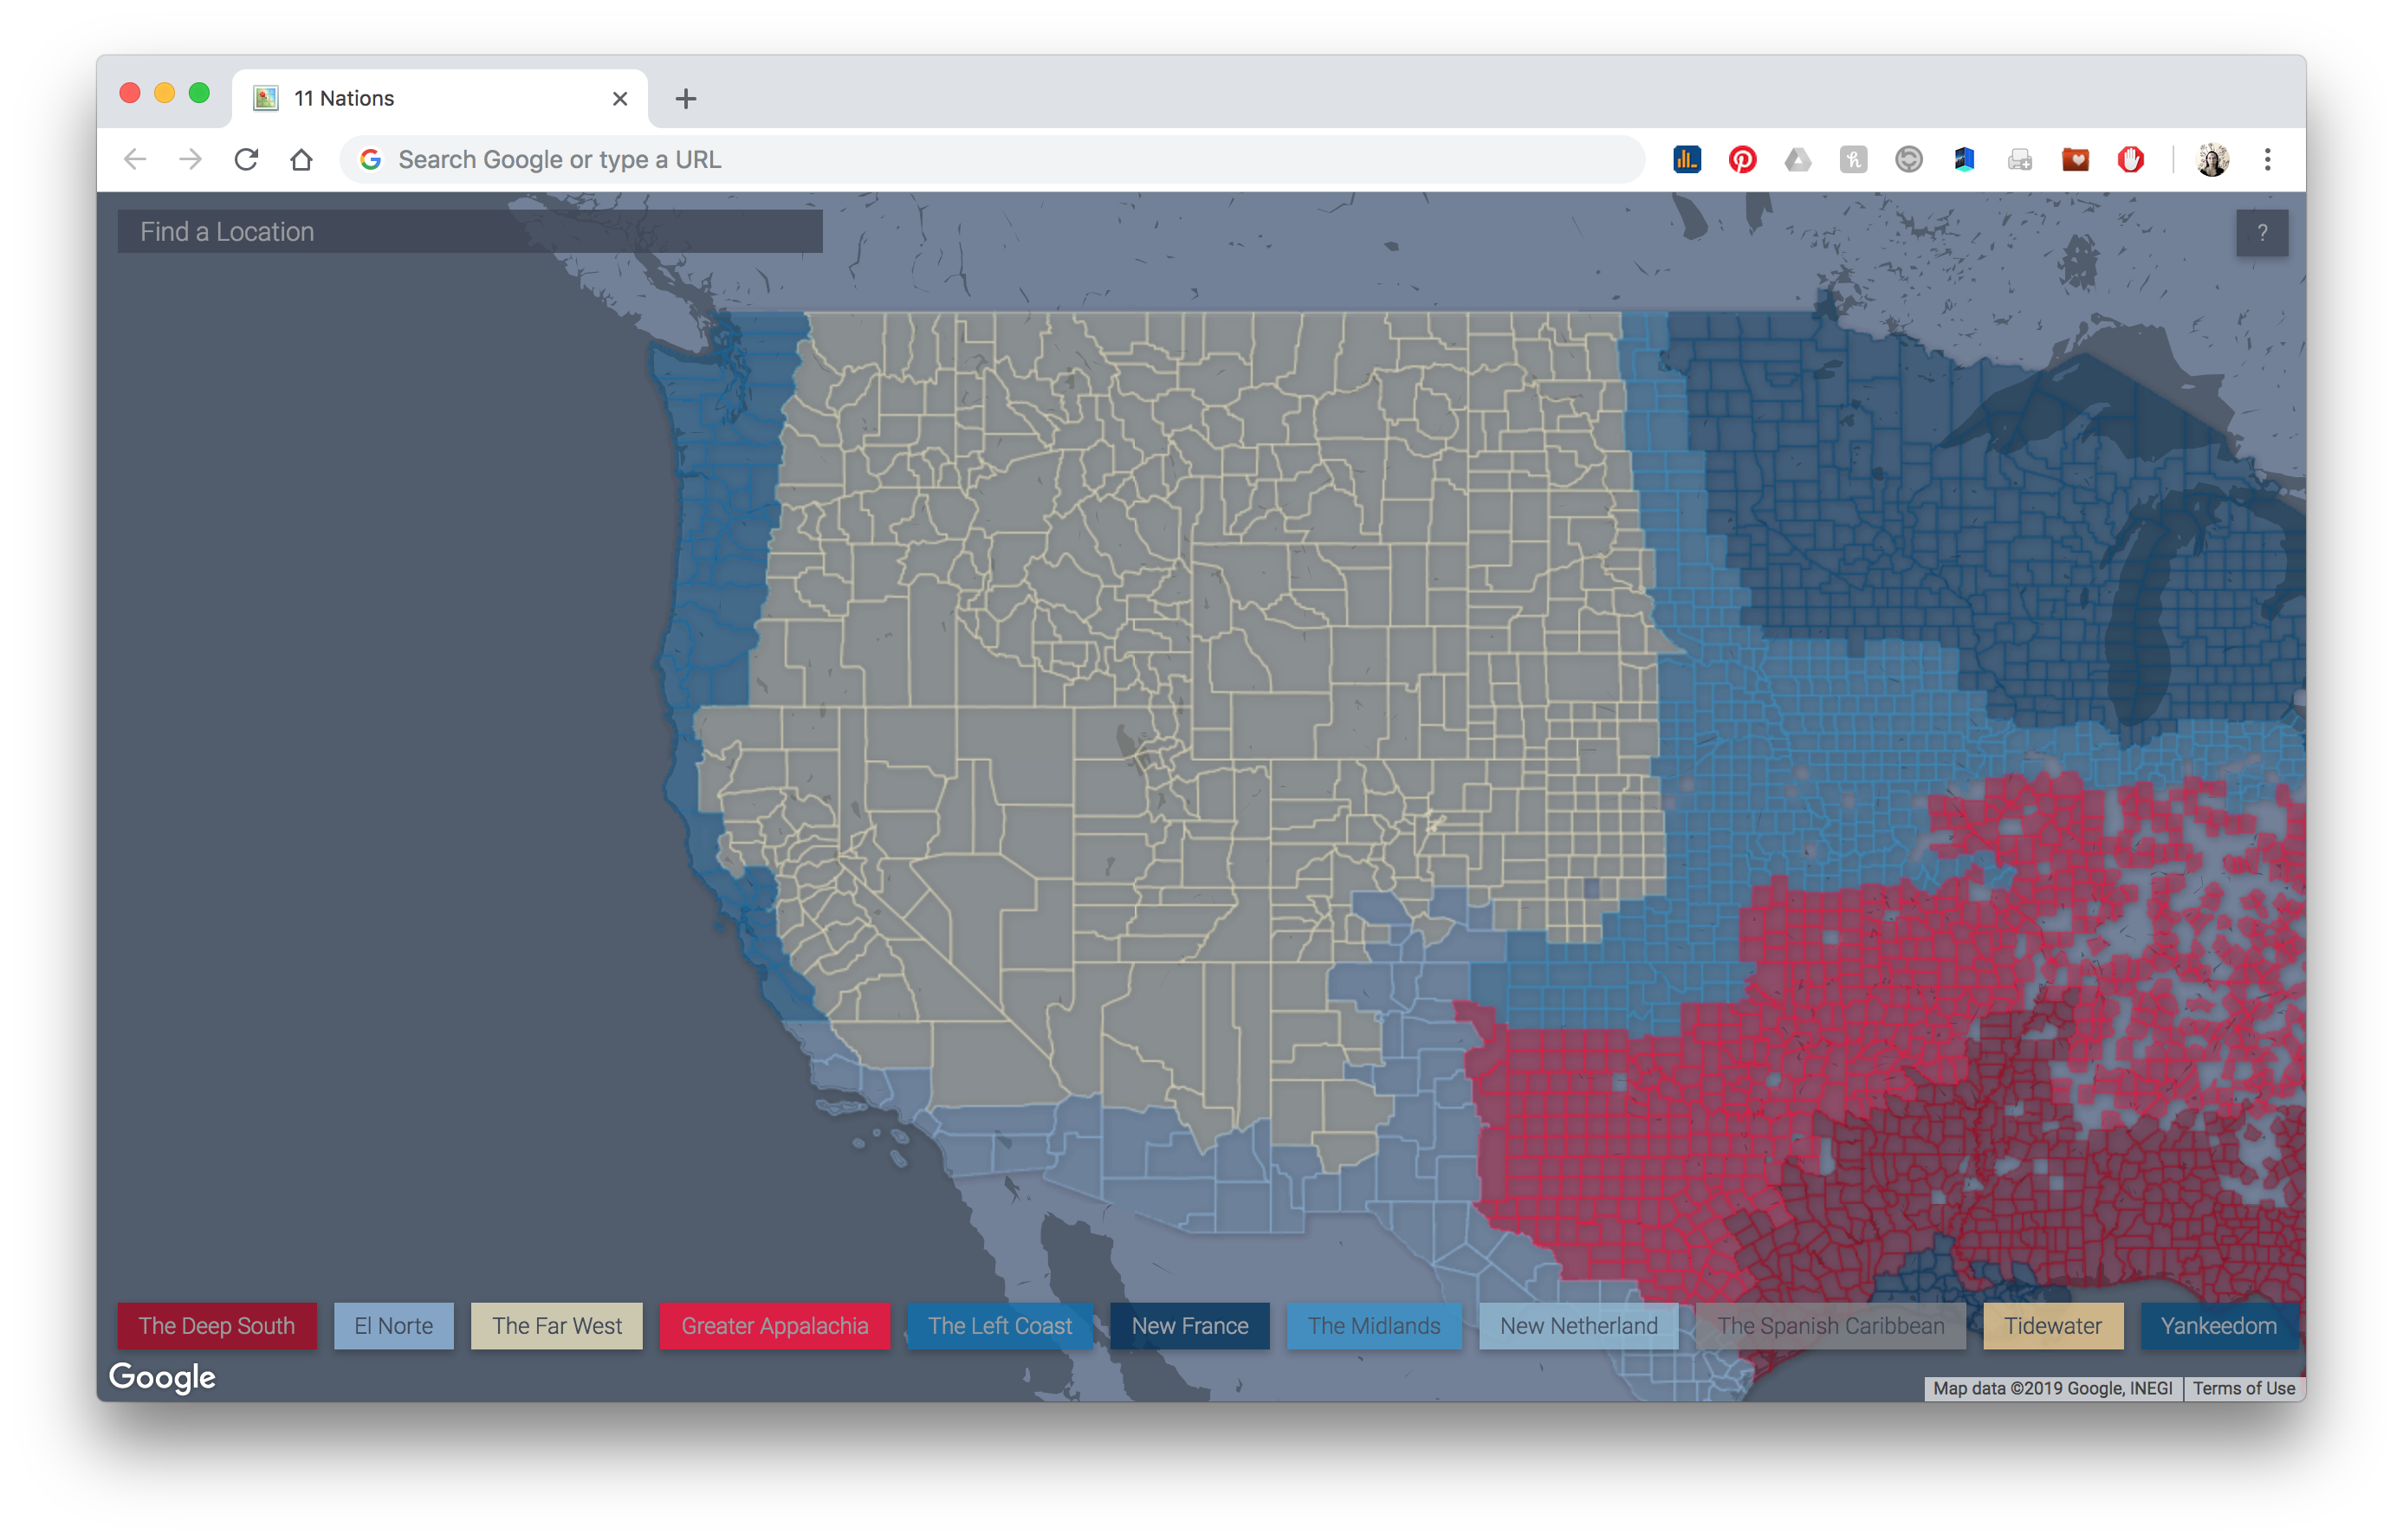 11 Nations
Search Google or type a URL
Find a Location
?
The Deep South
El Norte
The Far West
Greater Appalachia
The Left Coast
New France
The Midlands
New Netherland
The Spanish Caribbean
Tidewater
Yankeedom
Google
Map data ©2019 Google, INEGI
Terms of Use